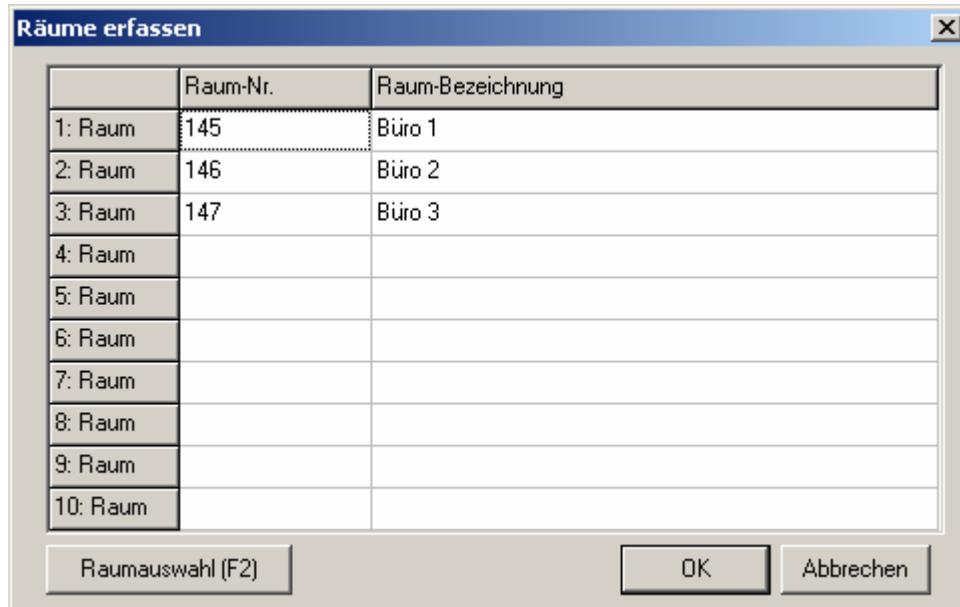 Räume erfassen
Raum-Nr. Raum-Bezeichnung
1: Raum 145 Büro 1
2: Raum 146 Büro 2
3: Raum 147 Büro 3
4: Raum
5: Raum
6: Raum
7: Raum
8: Raum
9: Raum
10: Raum
Raumauswahl (F2) OK Abbrechen